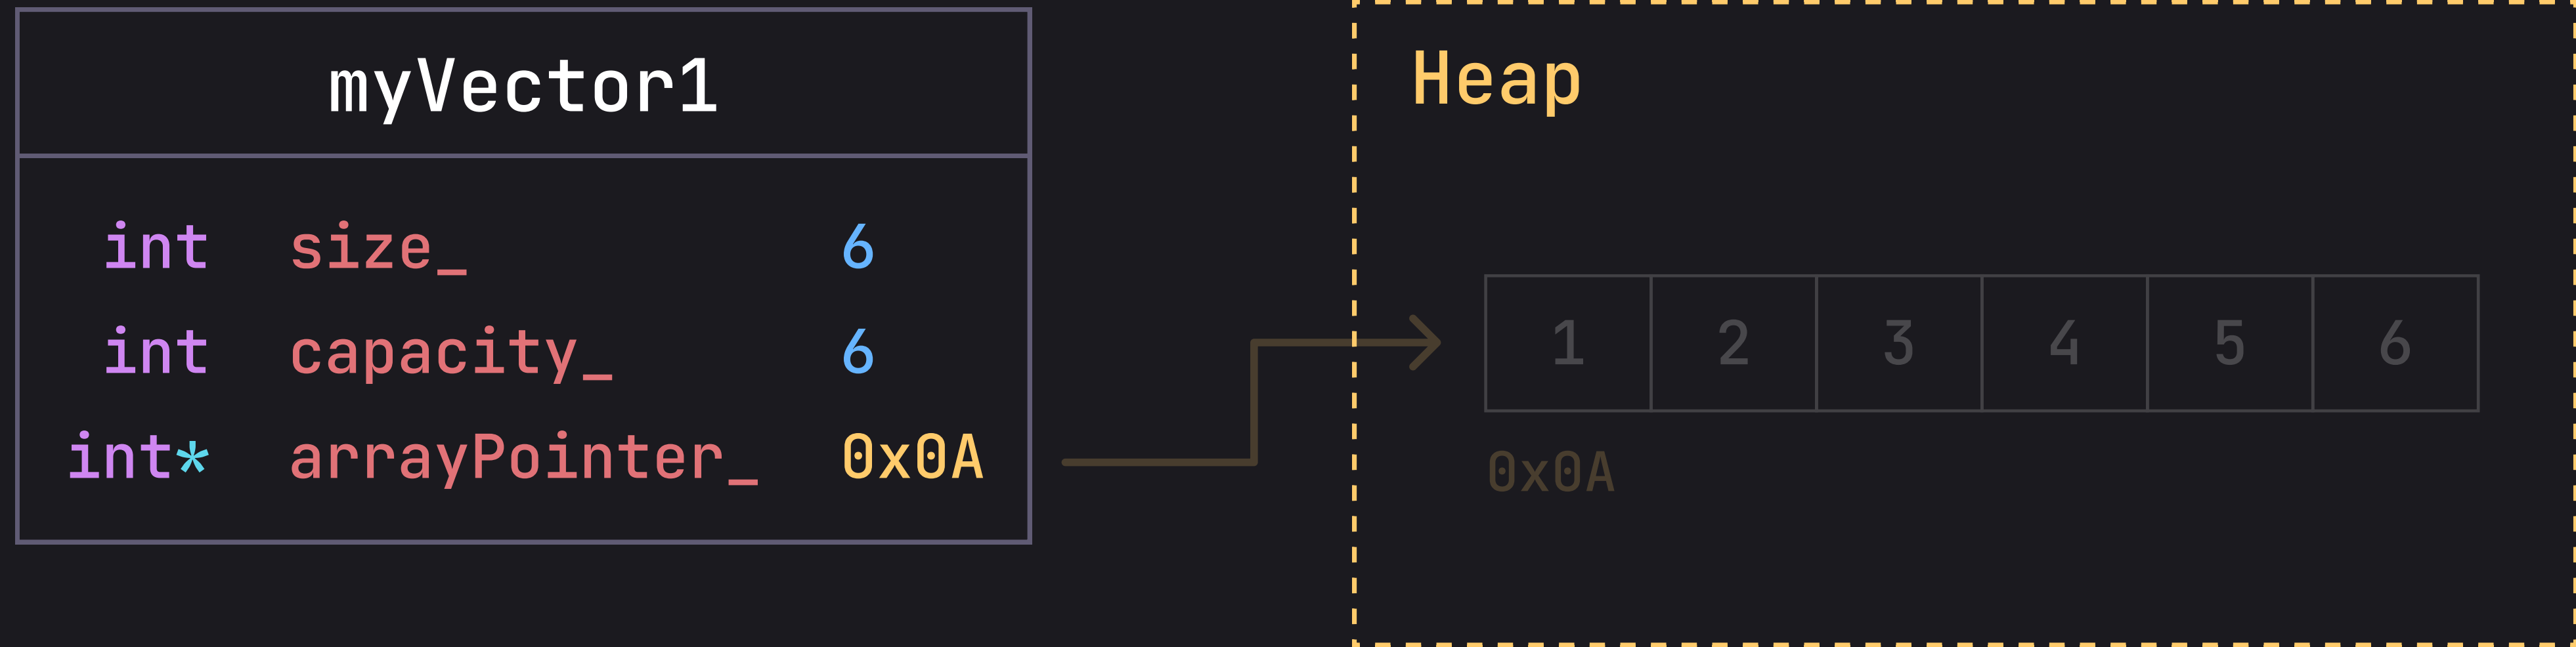 myVector1
int size_ 6
int capacity_ 6
int* arrayPointer_ 0x0A
Heap
1 2 3 4 5 6
0x0A